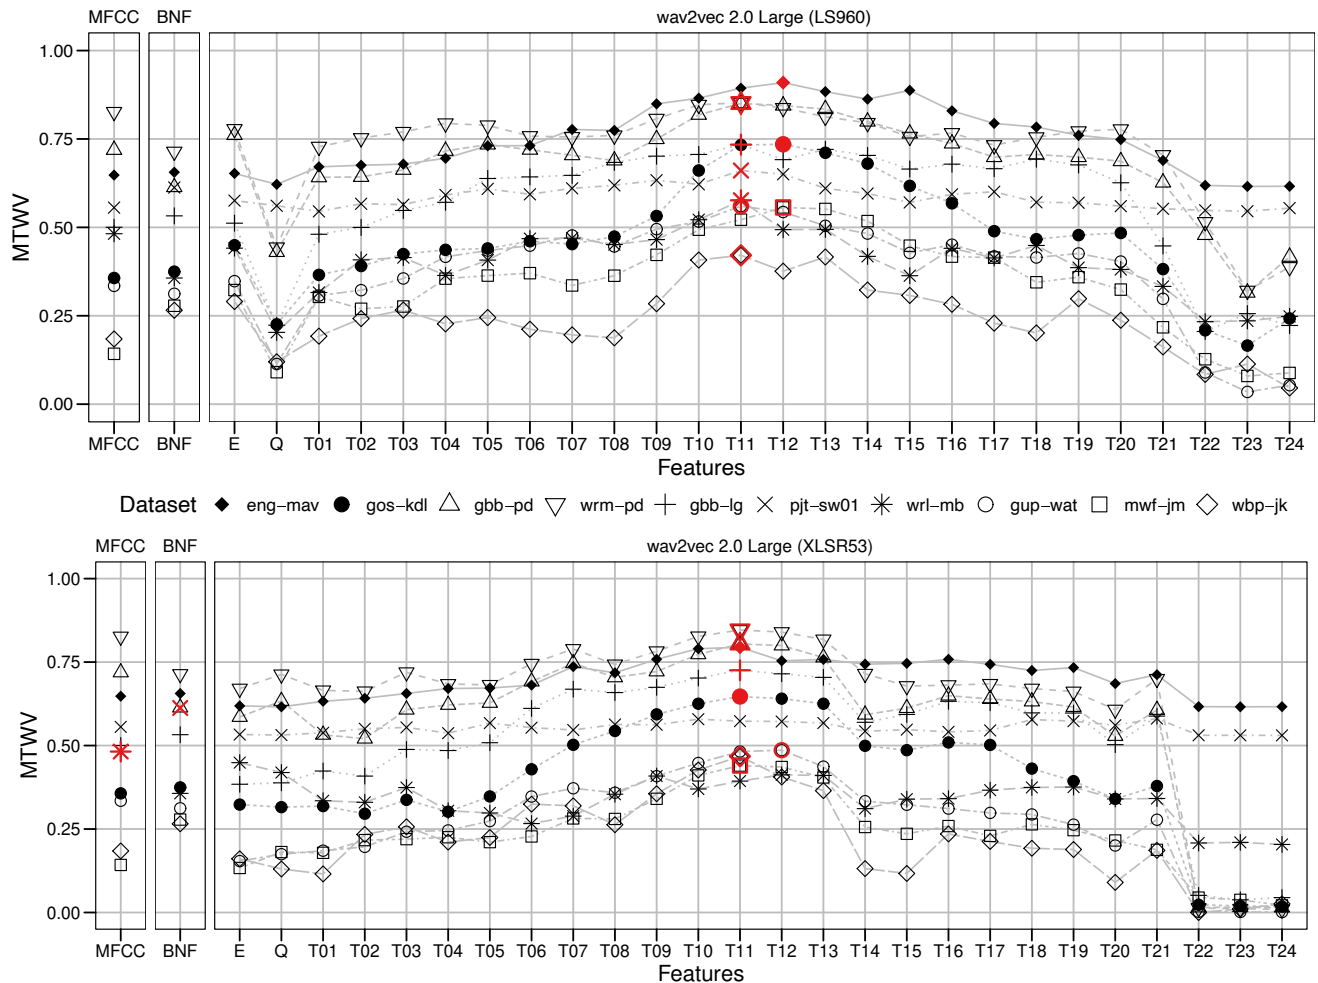 MFCC BNF wav2vec 2.0 Large (LS960)
MTWV
1.00
0.75
0.50
0.25
0.00
MFCC BNF E Q T01 T02 T03 T04 T05 T06 T07 T08 T09 T10 T11 T12 T13 T14 T15 T16 T17 T18 T19 T20 T21 T22 T23 T24
Features
Dataset eng−mav gos−kdl gbb−pd wrm−pd gbb−lg pjt−sw01 wrl−mb gup−wat mwf−jm wbp−jk
MFCC BNF wav2vec 2.0 Large (XLSR53)
MTWV
1.00
0.75
0.50
0.25
0.00
MFCC BNF E Q T01 T02 T03 T04 T05 T06 T07 T08 T09 T10 T11 T12 T13 T14 T15 T16 T17 T18 T19 T20 T21 T22 T23 T24
Features